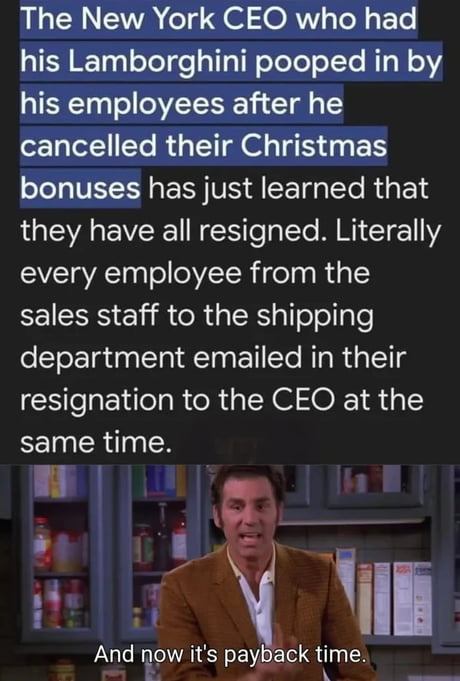 The New York CEO who had
his Lamborghini pooped in by
his employees after he
cancelled their Christmas
bonuses has just learned that
they have all resigned. Literally
every employee from the
sales staff to the shipping
department emailed in their
resignation to the CEO at the
same time.
And now it's payback time.